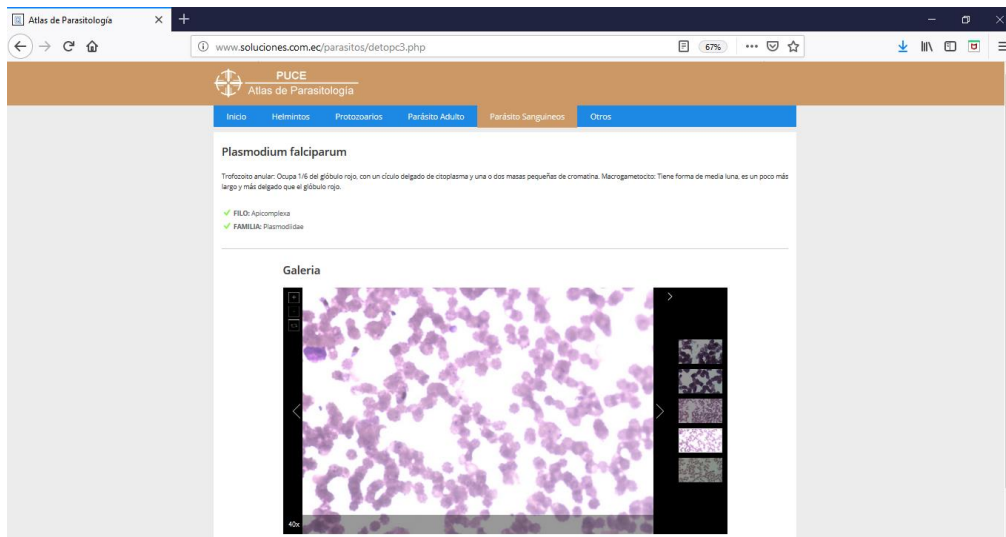 Atlas de Parasitología
www.soluciones.com.ec/parasitos/detopc3.php
67%
PUCE
Atlas de Parasitología
Inicio Helmintos Protozoarios Parásito Adulto Parásito Sanguineos Otros
Plasmodium falciparum
Trofozoito anular: Ocupa 1/6 del glóbulo rojo, con un cículo delgado de citoplasma y una o dos masas pequeñas de cromatina. Macrogametocito: Tiene forma de media luna, es un poco más
largo y más delgado que el glóbulo rojo.
FILO: Apicomplexa
FAMILIA: Plasmodiidae
Galeria
40x